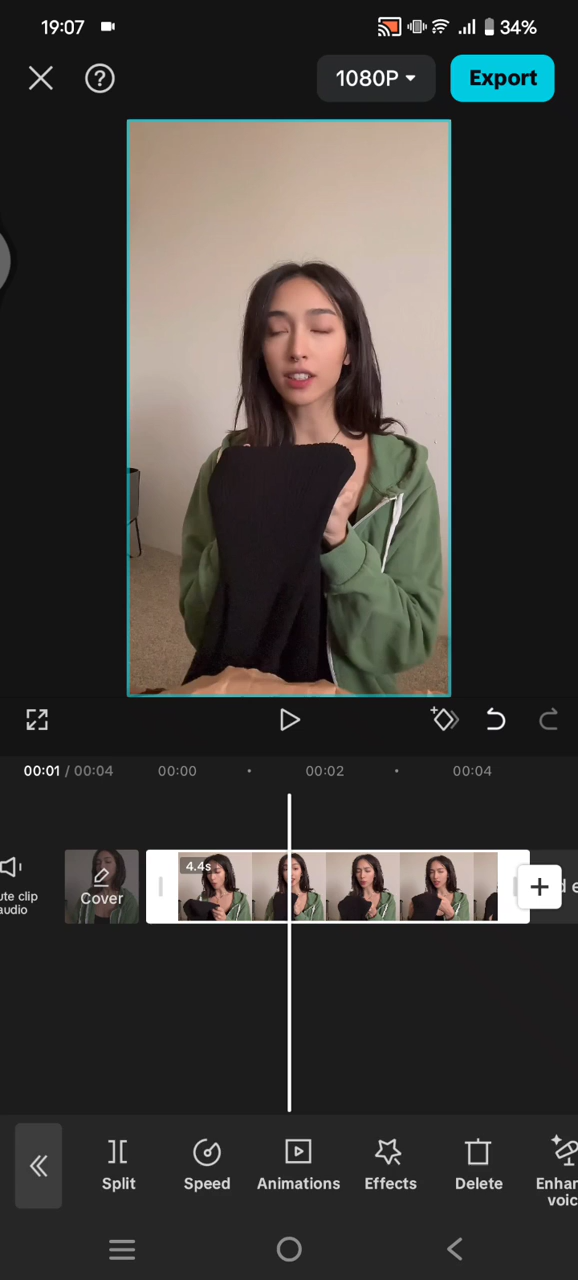 19:07 34%
1080P Export
00:01 / 00:04 00:00 00:02 00:04
4.4s
ute clip
audio
Cover
d e
Split Speed Animations Effects Delete Enhan
voic